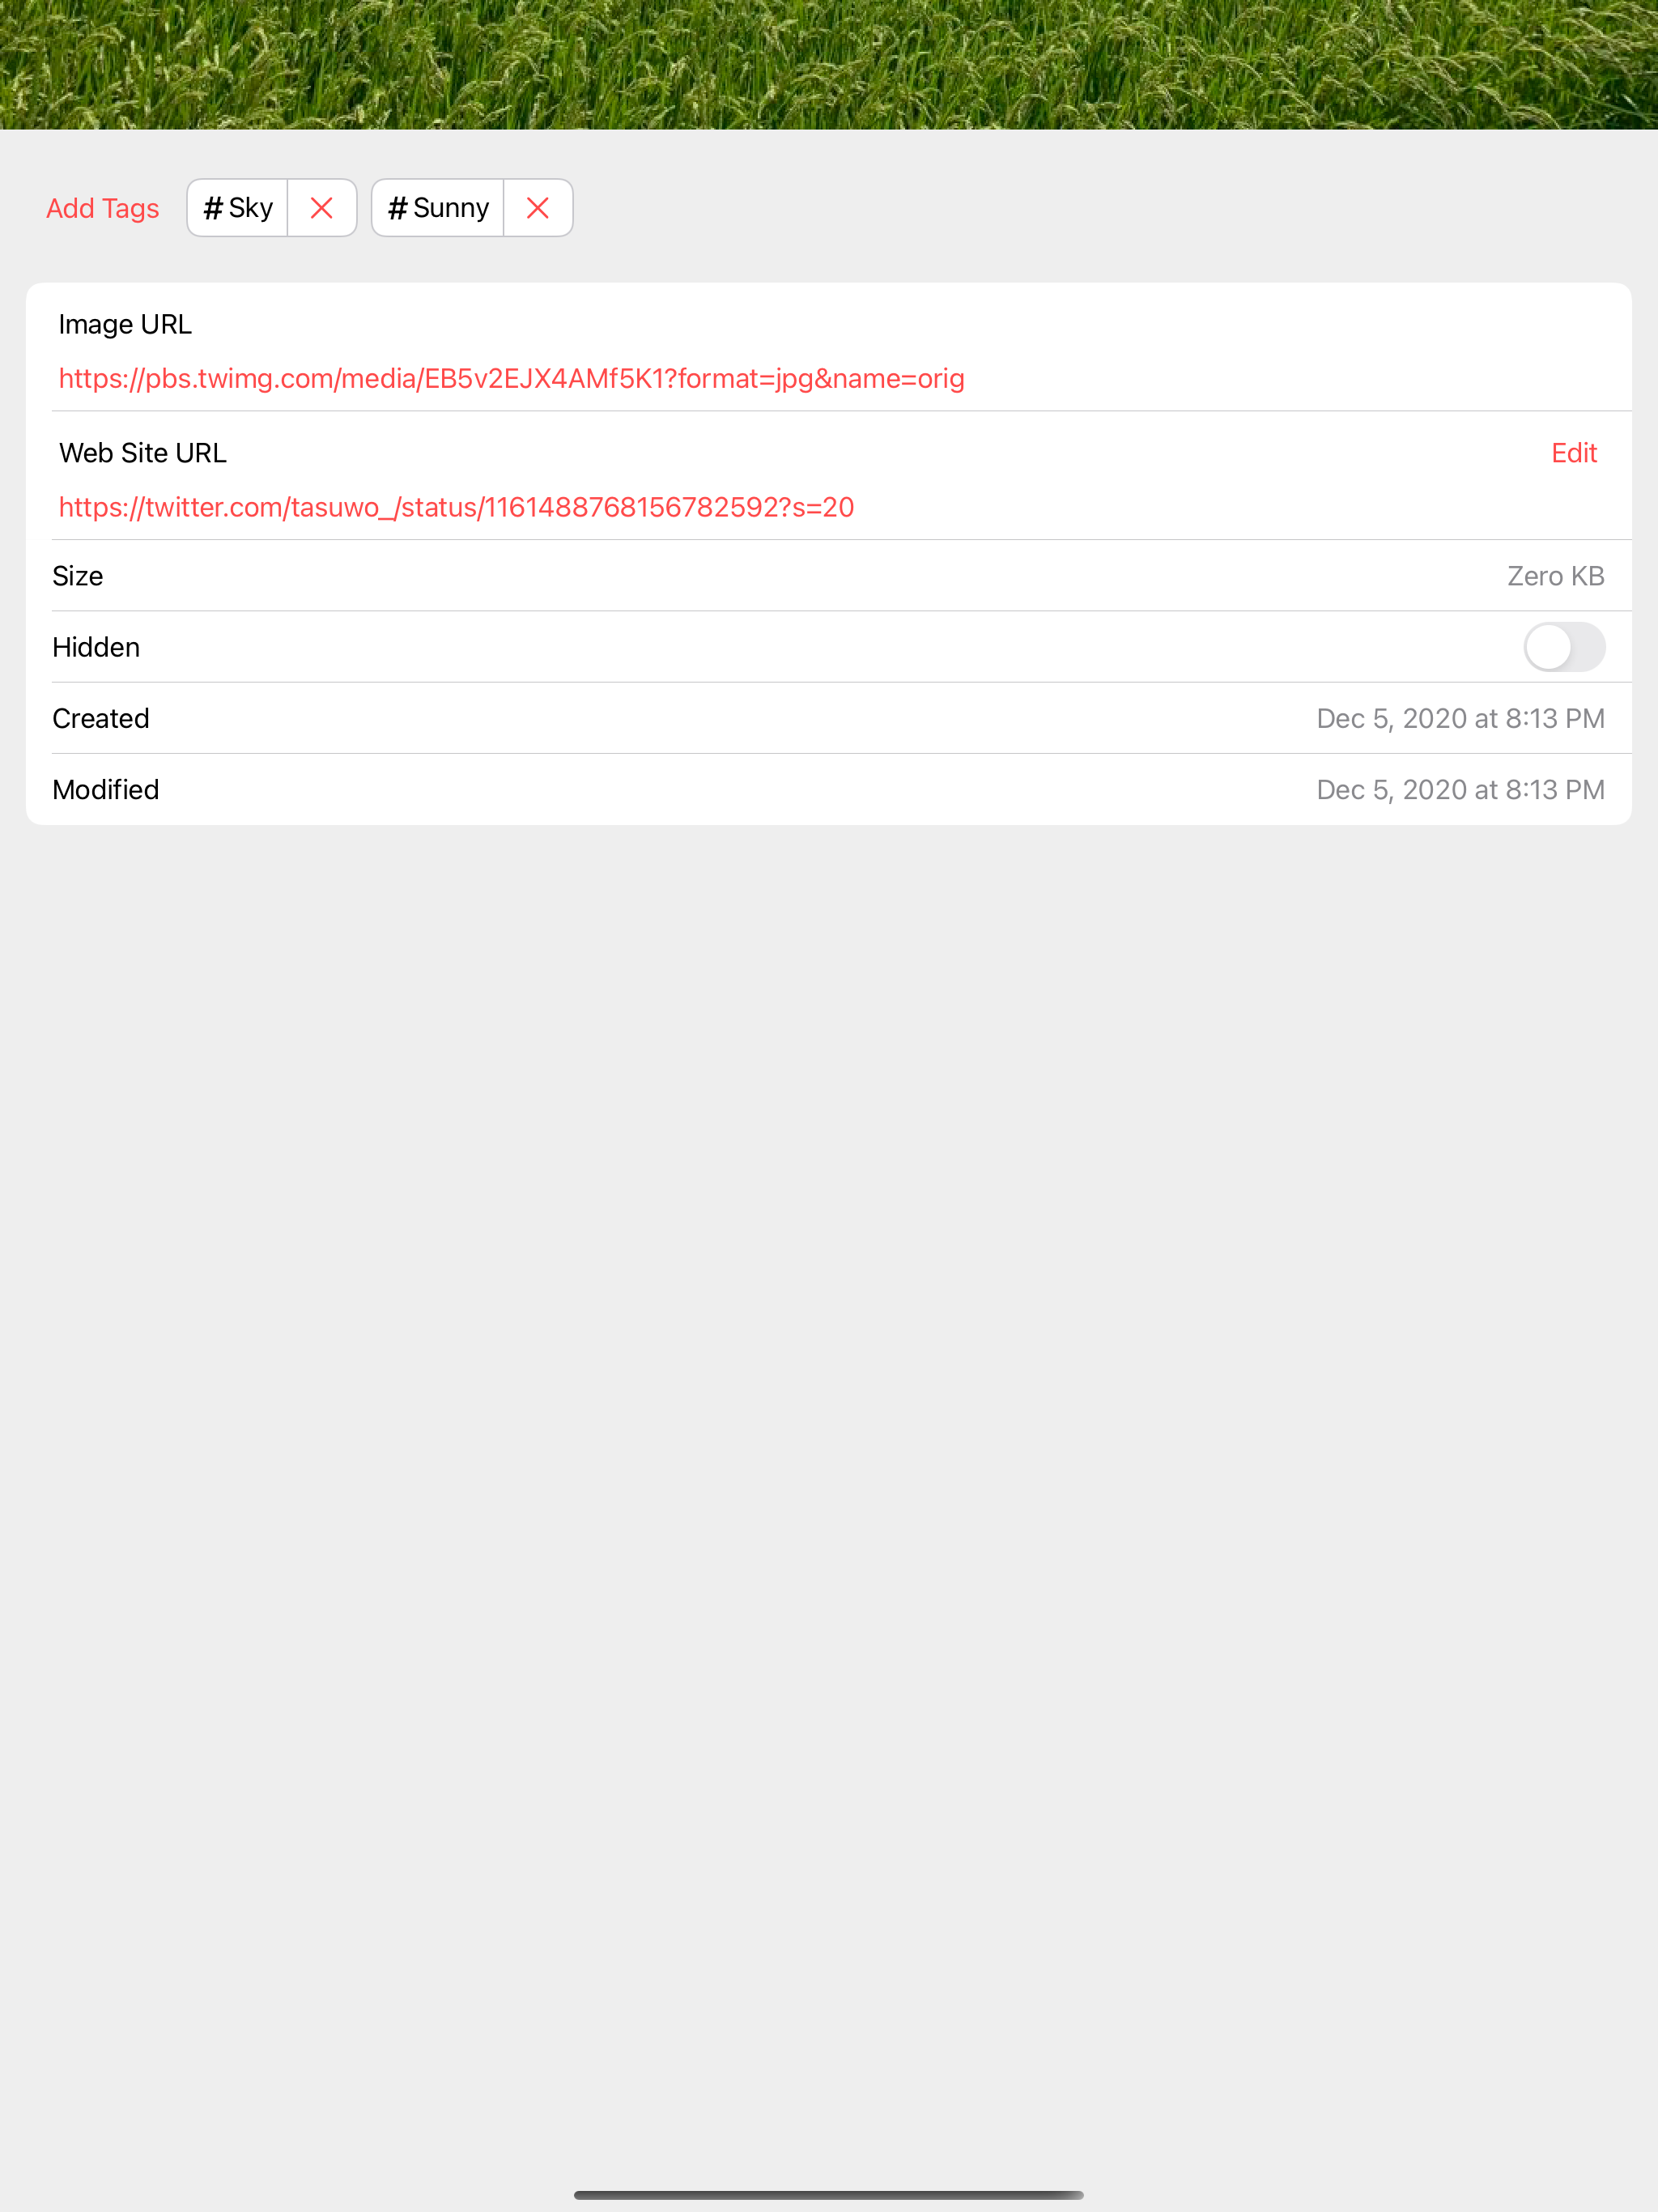 Add Tags # Sky # Sunny
Image URL
https://pbs.twimg.com/media/EB5v2EJX4AMf5K1?format=jpg&name=orig
Web Site URL Edit
https://twitter.com/tasuwo_/status/1161488768156782592?s=20
Size Zero KB
Hidden
Created Dec 5, 2020 at 8:13 PM
Modified Dec 5, 2020 at 8:13 PM